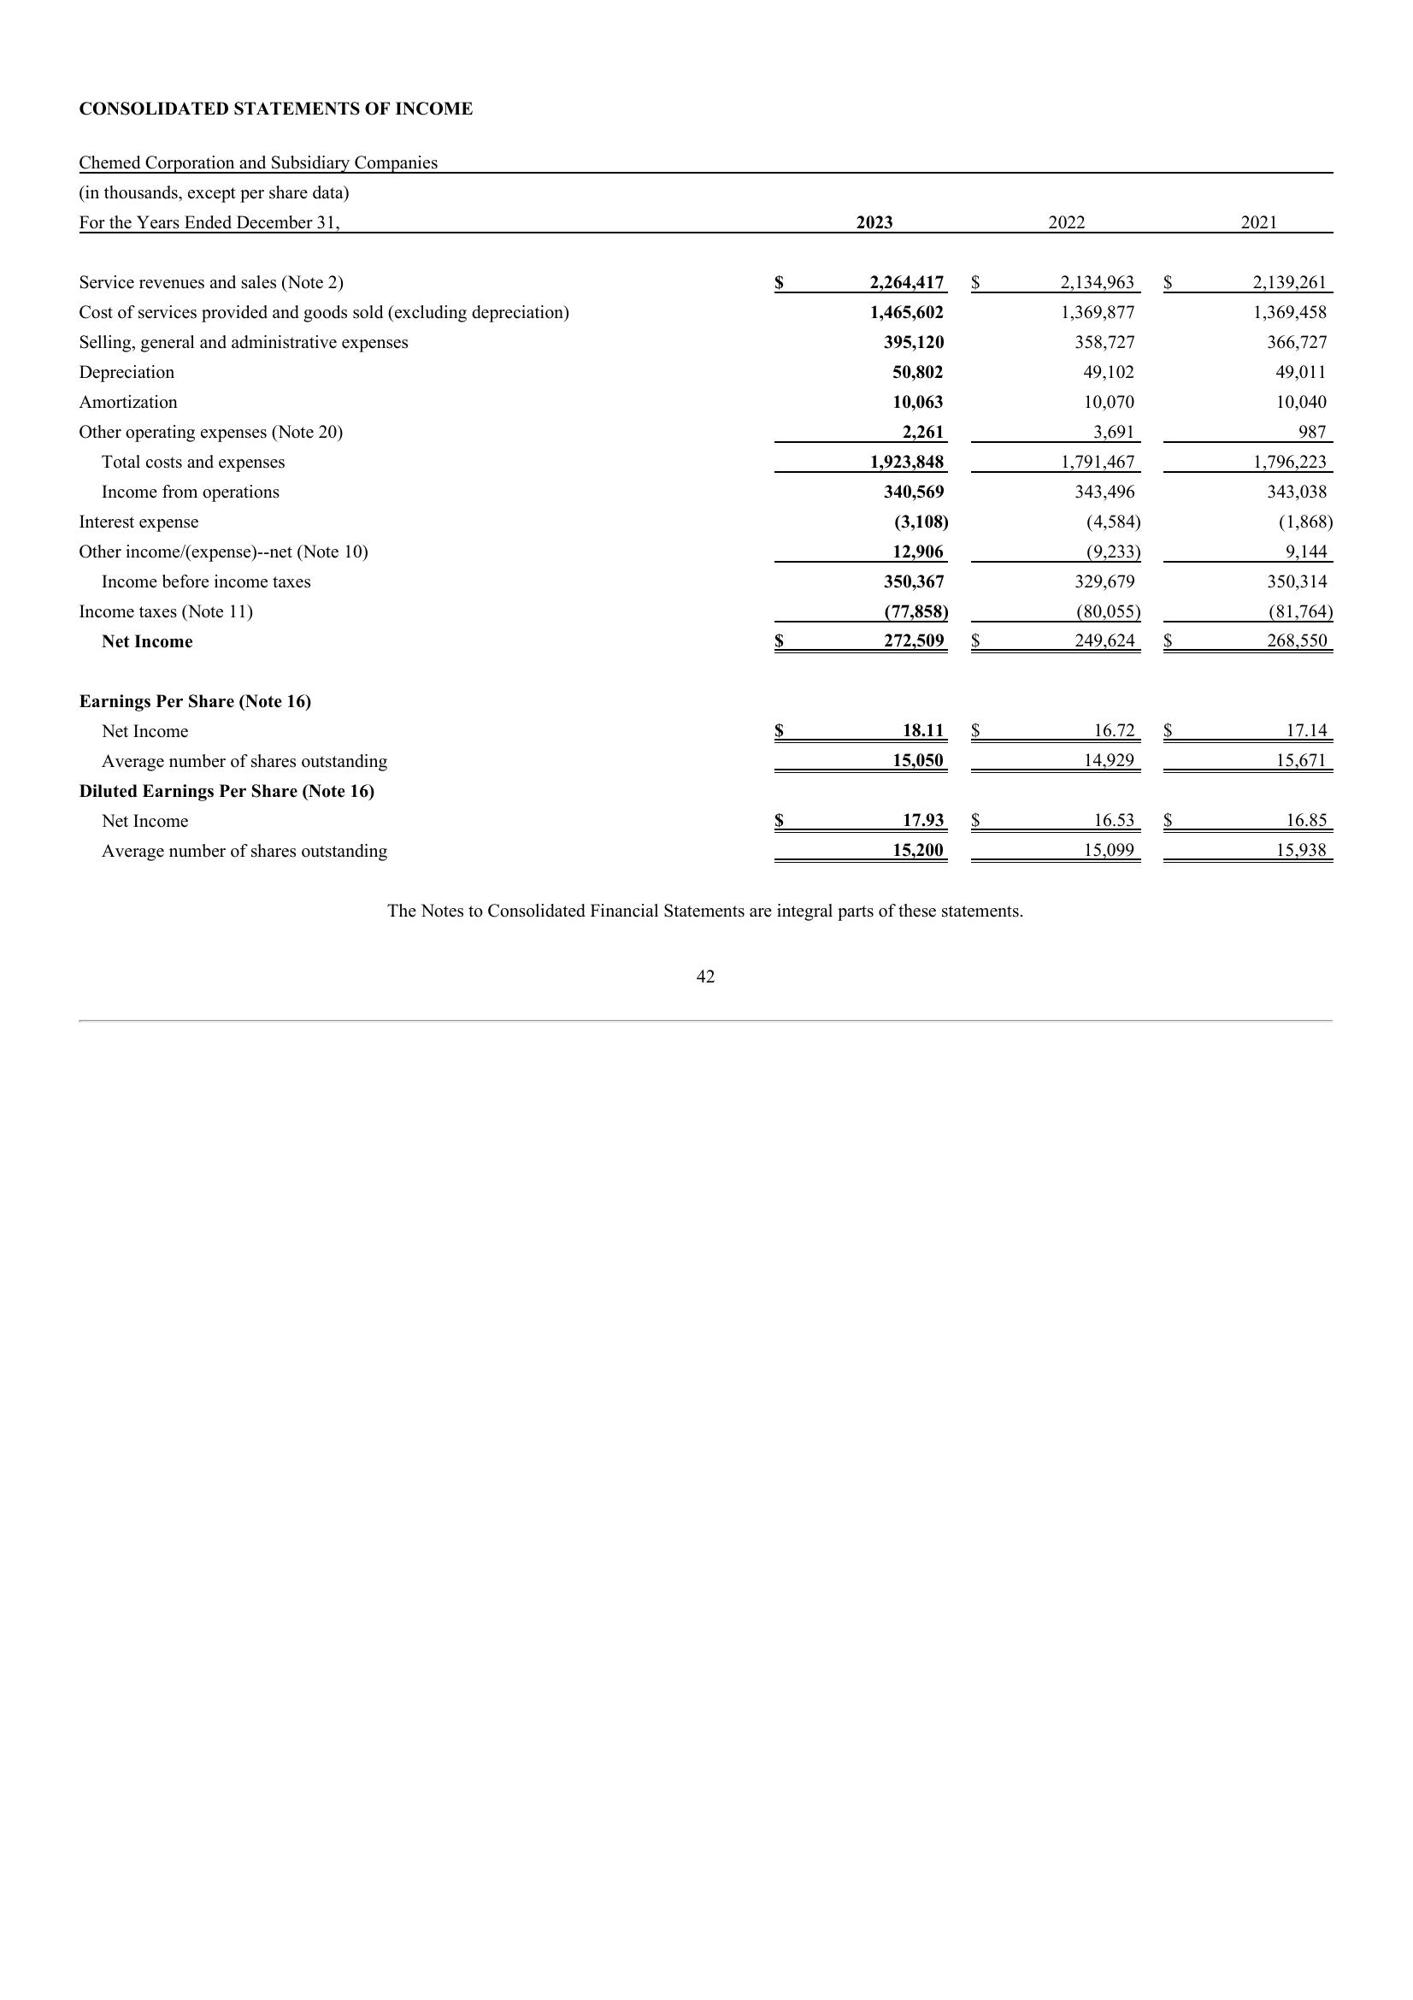 CONSOLIDATED STATEMENTS OF INCOME
Chemed Corporation and Subsidiary Companies
(in thousands, except per share data)
For the Years Ended December 31, 2023 2022 2021
Service revenues and sales (Note 2) $ 2,264,417 $ 2,134,963 $ 2,139,261
Cost of services provided and goods sold (excluding depreciation) 1,465,602 1,369,877 1,369,458
Selling, general and administrative expenses 395,120 358,727 366,727
Depreciation 50,802 49,102 49,011
Amortization 10,063 10,070 10,040
Other operating expenses (Note 20) 2,261 3,691 987
Total costs and expenses 1,923,848 1,791,467 1,796,223
Income from operations 340,569 343,496 343,038
Interest expense (3,108) (4,584) (1,868)
Other income/(expense)--net (Note 10) 12,906 (9,233) 9,144
Income before income taxes 350,367 329,679 350,314
Income taxes (Note 11) (77,858) (80,055) (81,764)
Net Income $ 272,509 $ 249,624 $ 268,550
Earnings Per Share (Note 16)
Net Income $ 18.11 $ 16.72 $ 17.14
Average number of shares outstanding 15,050 14,929 15,671
Diluted Earnings Per Share (Note 16)
Net Income $ 17.93 $ 16.53 $ 16.85
Average number of shares outstanding 15,200 15,099 15,938
The Notes to Consolidated Financial Statements are integral parts of these statements.
42